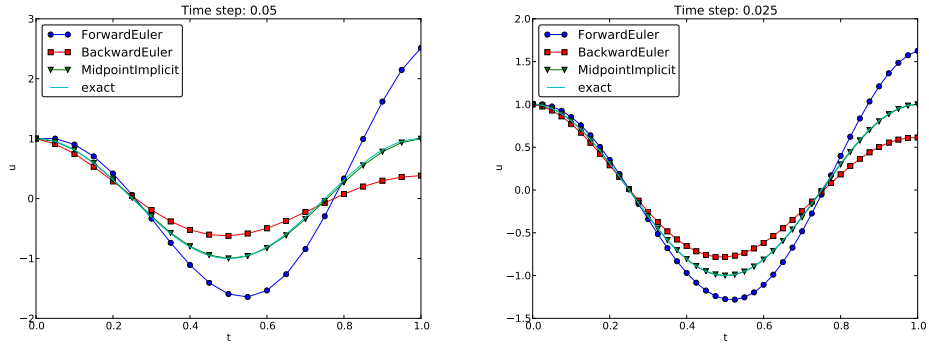 Time step: 0.05
3
2
1
0
−1
−2
u
0.0
0.2
0.4
0.6
0.8
1.0
t
ForwardEuler
BackwardEuler
MidpointImplicit
exact
Time step: 0.025
2.0
1.5
1.0
0.5
0.0
−0.5
−1.0
−1.5
u
0.0
0.2
0.4
0.6
0.8
1.0
t
ForwardEuler
BackwardEuler
MidpointImplicit
exact